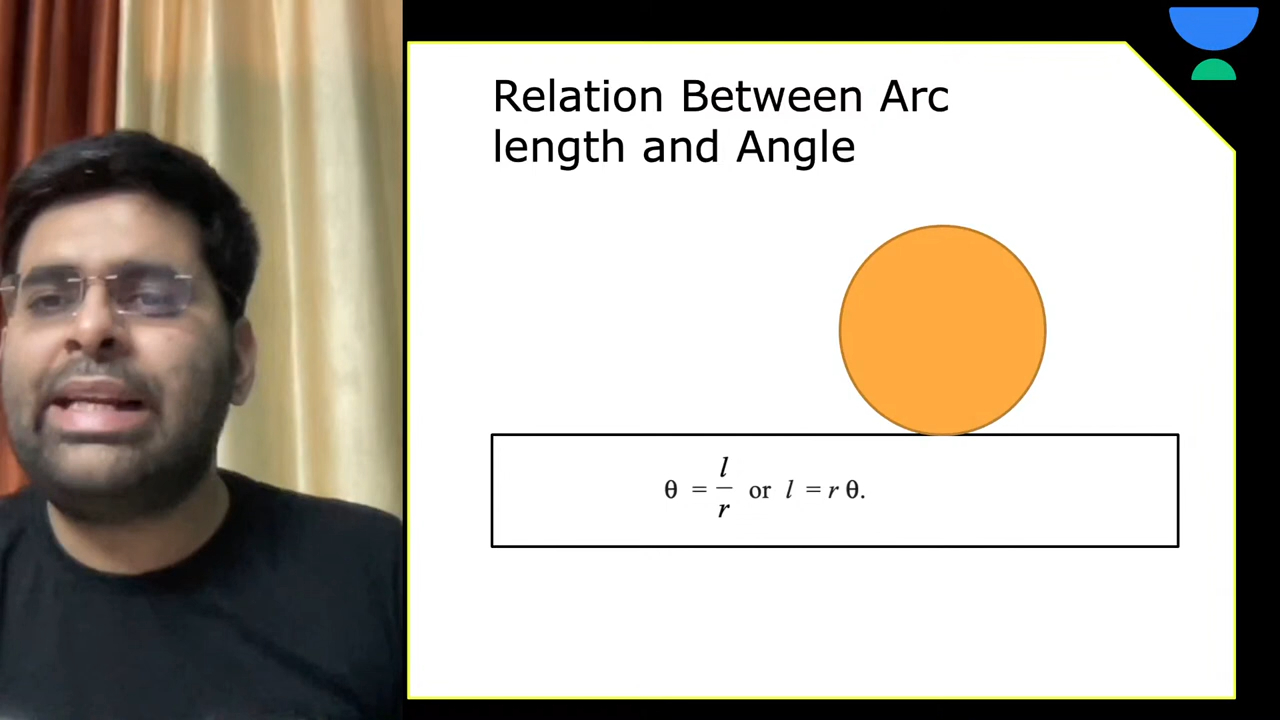 Relation Between Arc
length and Angle
θ = l/r or l = r θ.